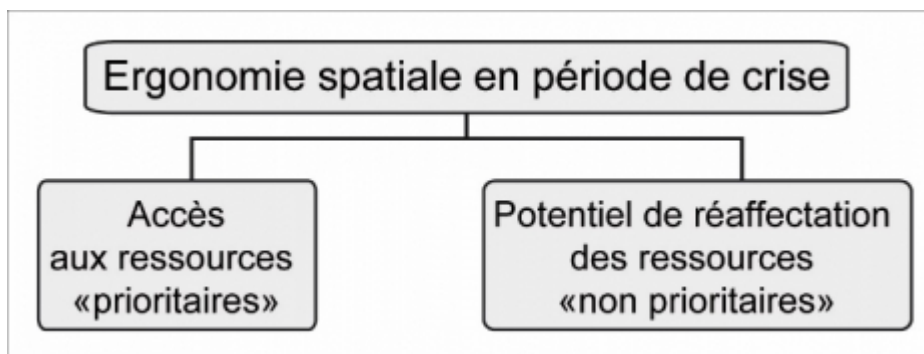 Ergonomie spatiale en période de crise
Accès
aux ressources
«prioritaires»
Potentiel de réaffectation
des ressources
«non prioritaires»